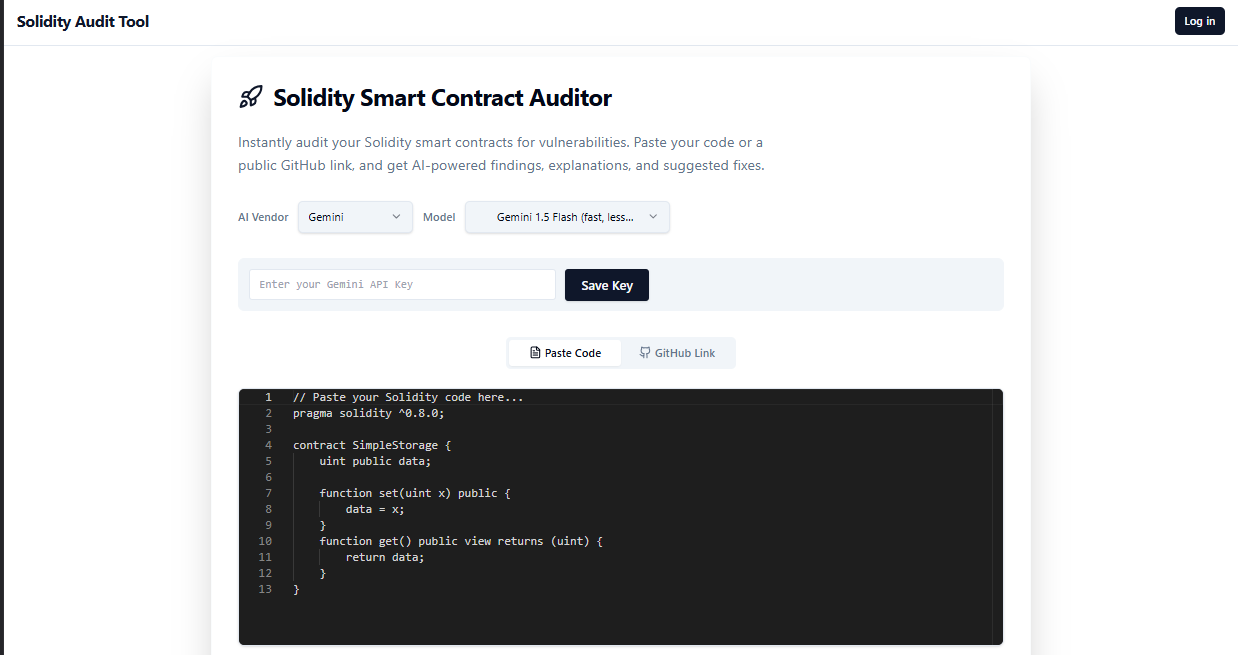 Solidity Audit Tool
Log in
Solidity Smart Contract Auditor
Instantly audit your Solidity smart contracts for vulnerabilities. Paste your code or a
public GitHub link, and get AI-powered findings, explanations, and suggested fixes.
AI Vendor Gemini Model Gemini 1.5 Flash (fast, less...
Enter your Gemini API Key Save Key
Paste Code GitHub Link
1 // Paste your Solidity code here...
2 pragma solidity ^0.8.0;
3
4 contract SimpleStorage {
5 uint public data;
6
7 function set(uint x) public {
8 data = x;
9 }
10 function get() public view returns (uint) {
11 return data;
12 }
13 }